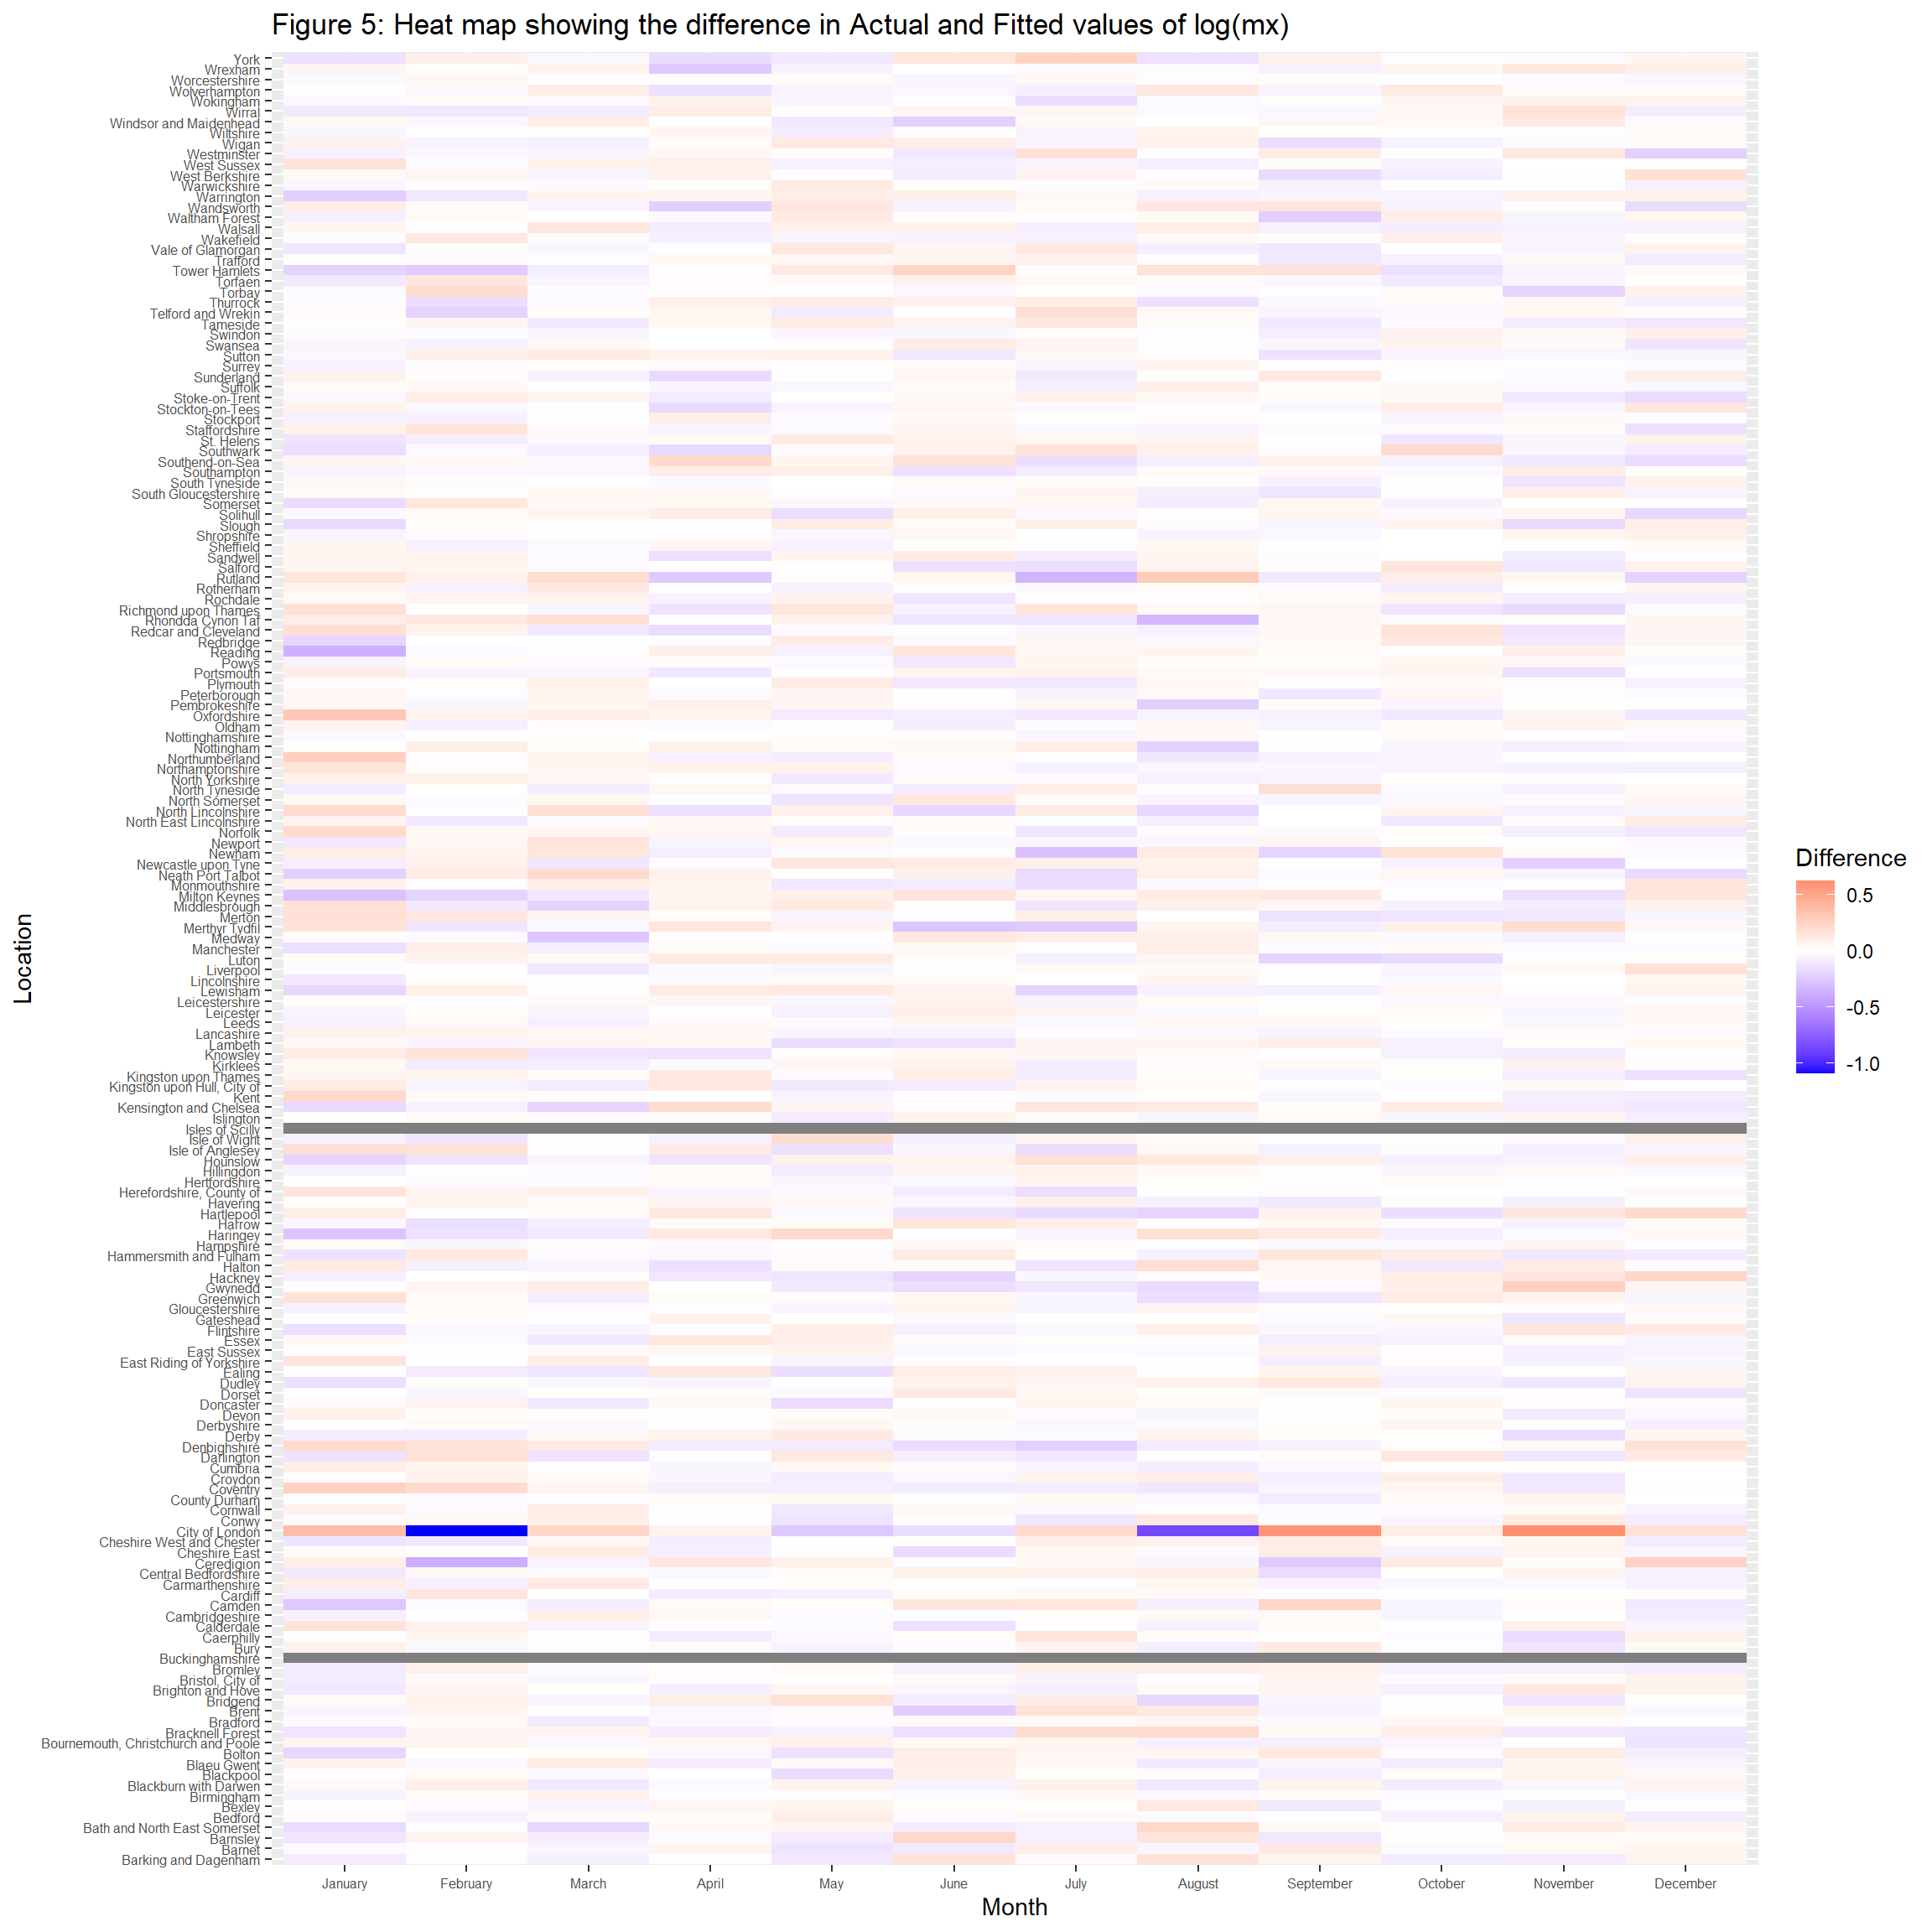 Figure 5: Heat map showing the difference in Actual and Fitted values of log(mx)
York
Wrexham
Worcestershire
Wolverhampton
Wokingham
Wirral
Windsor and Maidenhead
Wiltshire
Wigan
Westminster
West Sussex
West Berkshire
Warwickshire
Warrington
Wandsworth
Waltham Forest
Walsall
Wakefield
Vale of Glamorgan
Trafford
Tower Hamlets
Torfaen
Torbay
Thurrock
Telford and Wrekin
Tameside
Swindon
Swansea
Sutton
Surrey
Sunderland
Suffolk
Stoke-on-Trent
Stockton-on-Tees
Stockport
Staffordshire
St. Helens
Southwark
Southend-on-Sea
Southampton
South Tyneside
South Gloucestershire
Somerset
Solihull
Slough
Shropshire
Sheffield
Sandwell
Salford
Rutland
Rotherham
Rochdale
Richmond upon Thames
Rhondda Cynon Taf
Redcar and Cleveland
Redbridge
Reading
Powys
Portsmouth
Plymouth
Peterborough
Pembrokeshire
Oxfordshire
Oldham
Nottinghamshire
Nottingham
Northumberland
Northamptonshire
North Yorkshire
North Tyneside
North Somerset
North Lincolnshire
North East Lincolnshire
Norfolk
Newport
Newham
Newcastle upon Tyne
Neath Port Talbot
Monmouthshire
Milton Keynes
Middlesbrough
Merton
Merthyr Tydfil
Medway
Manchester
Luton
Liverpool
Lincolnshire
Lewisham
Leicestershire
Leicester
Leeds
Lancashire
Lambeth
Knowsley
Kirklees
Kingston upon Thames
Kingston upon Hull, City of
Kent
Kensington and Chelsea
Islington
Isles of Scilly
Isle of Wight
Isle of Anglesey
Hounslow
Hillingdon
Hertfordshire
Herefordshire, County of
Havering
Hartlepool
Harrow
Haringey
Hampshire
Hammersmith and Fulham
Halton
Hackney
Gwynedd
Greenwich
Gloucestershire
Gateshead
Flintshire
Essex
East Sussex
East Riding of Yorkshire
Ealing
Dudley
Dorset
Doncaster
Devon
Derbyshire
Derby
Denbighshire
Darlington
Cumbria
Croydon
Coventry
County Durham
Cornwall
Conwy
City of London
Cheshire West and Chester
Cheshire East
Ceredigion
Central Bedfordshire
Carmarthenshire
Cardiff
Camden
Cambridgeshire
Calderdale
Caerphilly
Bury
Buckinghamshire
Bromley
Bristol, City of
Brighton and Hove
Bridgend
Brent
Bradford
Bracknell Forest
Bournemouth, Christchurch and Poole
Bolton
Blaeu Gwent
Blackpool
Blackburn with Darwen
Birmingham
Bexley
Bedford
Bath and North East Somerset
Barnsley
Barnet
Barking and Dagenham
Location
January February March April May June July August September October November December
Month
Difference
0.5
0.0
-0.5
-1.0